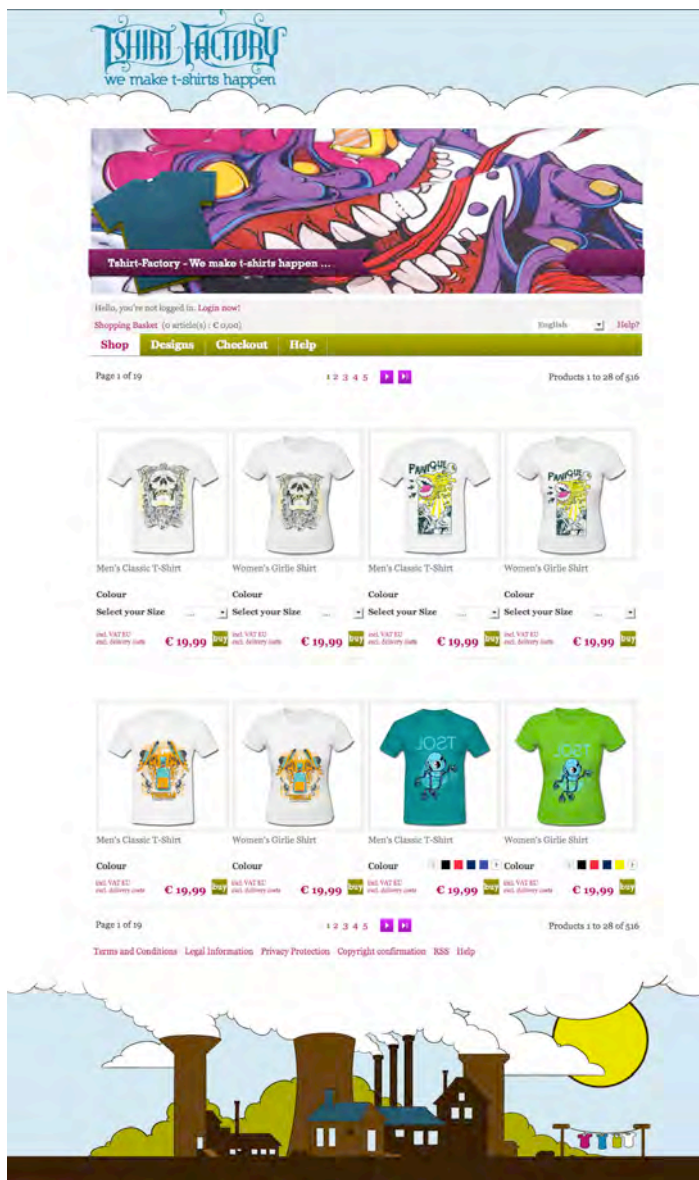 TSHIRT FACTORY
we make t-shirts happen
Tshirt-Factory - We make t-shirts happen ...
Hello, you're not logged in. Login now!
Shopping Basket (0 article(s) : € 0,00)
English Help?
Shop Designs Checkout Help
Page 1 of 19 1 2 3 4 5 Products 1 to 28 of 516
PANIQUE PANIQUE
Men's Classic T-Shirt Women's Girlie Shirt Men's Classic T-Shirt Women's Girlie Shirt
Colour Colour Colour Colour
Select your Size ... Select your Size ... Select your Size ... Select your Size ...
incl. VAT EU incl. VAT EU incl. VAT EU incl. VAT EU
excl. delivery costs € 19,99 buy excl. delivery costs € 19,99 buy excl. delivery costs € 19,99 buy excl. delivery costs € 19,99 buy
TSOL TSOL
Men's Classic T-Shirt Women's Girlie Shirt Men's Classic T-Shirt Women's Girlie Shirt
Colour Colour Colour Colour
incl. VAT EU incl. VAT EU incl. VAT EU incl. VAT EU
excl. delivery costs € 19,99 buy excl. delivery costs € 19,99 buy excl. delivery costs € 19,99 buy excl. delivery costs € 19,99 buy
Page 1 of 19 1 2 3 4 5 Products 1 to 28 of 516
Terms and Conditions Legal Information Privacy Protection Copyright confirmation RSS Help